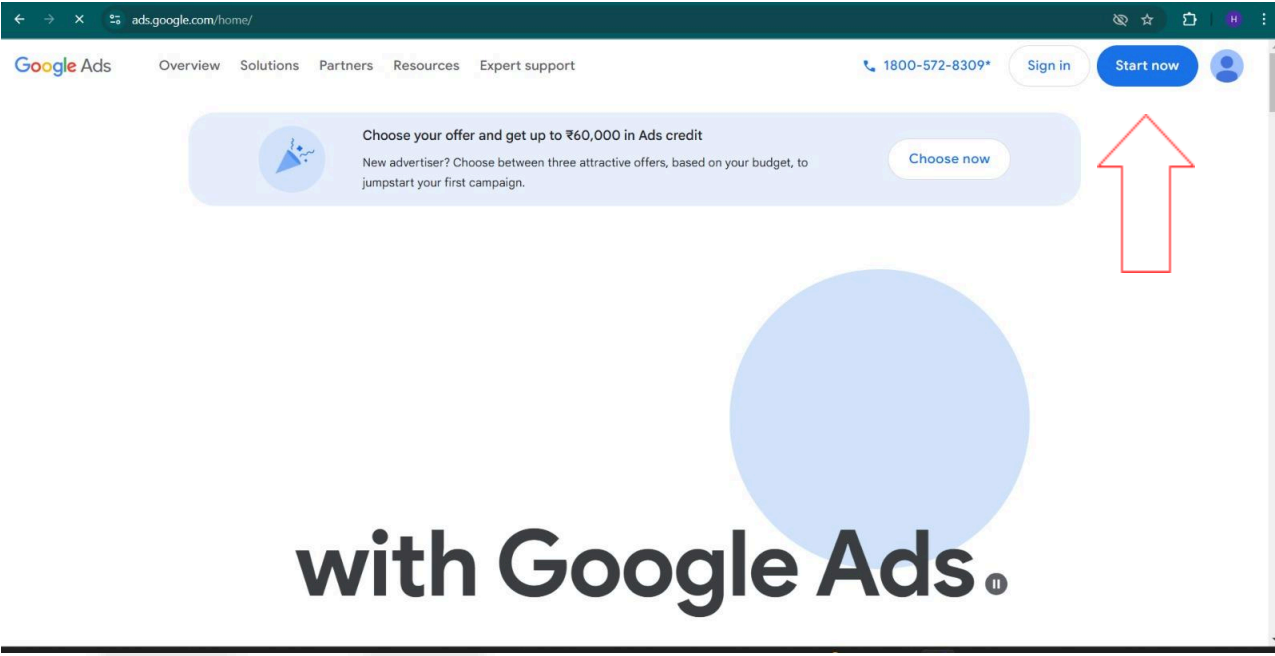 ads.google.com/home/
H
Google Ads Overview Solutions Partners Resources Expert support 1800-572-8309* Sign in Start now
Choose your offer and get up to ₹60,000 in Ads credit
New advertiser? Choose between three attractive offers, based on your budget, to
jumpstart your first campaign.
Choose now
with Google Ads.